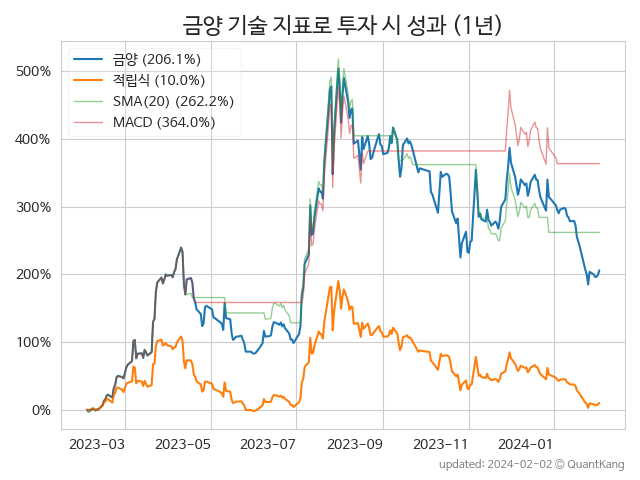 금양 기술 지표로 투자 시 성과 (1년)
금양 (206.1%)
적립식 (10.0%)
SMA(20) (262.2%)
MACD (364.0%)
500%
400%
300%
200%
100%
0%
2023-03 2023-05 2023-07 2023-09 2023-11 2024-01
updated: 2024-02-02 © QuantKang